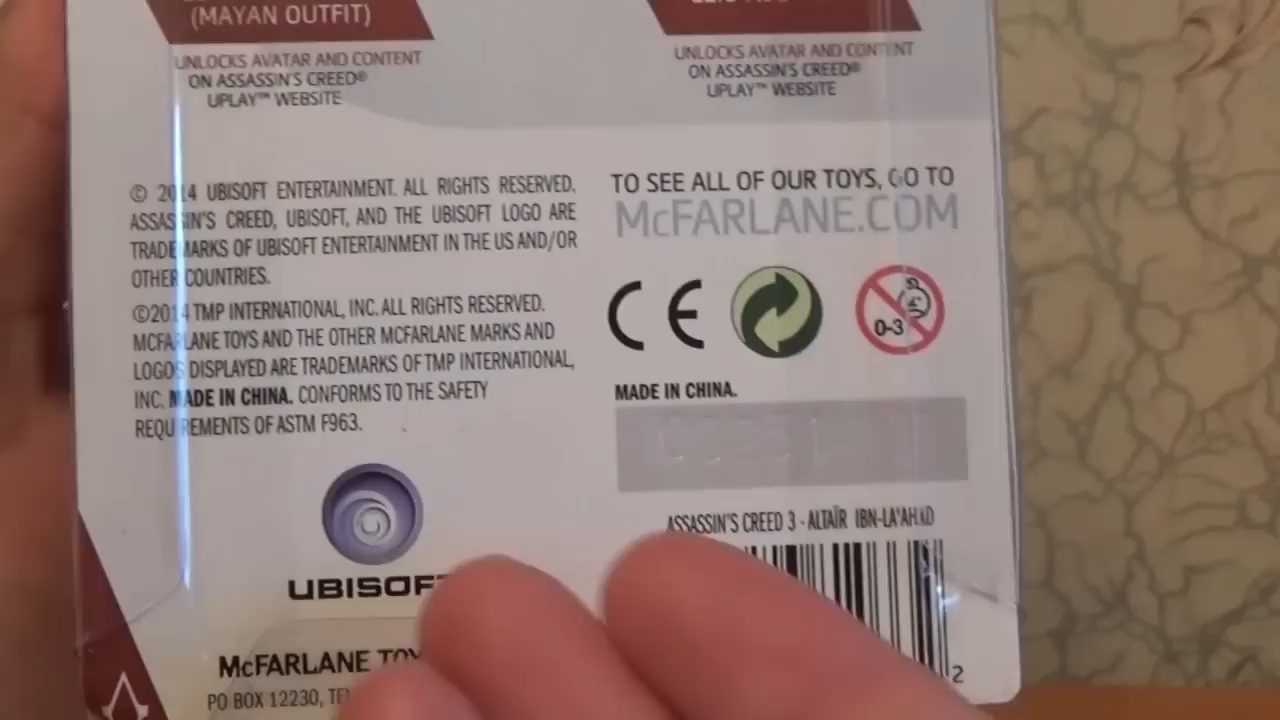 (MAYAN OUTFIT)
UNLOCKS AVATAR AND CONTENT
ON ASSASSIN'S CREED®
UPLAY™ WEBSITE
UNLOCKS AVATAR AND CONTENT
ON ASSASSIN'S CREED®
UPLAY™ WEBSITE
© 2014 UBISOFT ENTERTAINMENT. ALL RIGHTS RESERVED.
ASSASSIN'S CREED, UBISOFT, AND THE UBISOFT LOGO ARE
TRADEMARKS OF UBISOFT ENTERTAINMENT IN THE US AND/OR
OTHER COUNTRIES.
©2014 TMP INTERNATIONAL, INC. ALL RIGHTS RESERVED.
MCFARLANE TOYS AND THE OTHER MCFARLANE MARKS AND
LOGOS DISPLAYED ARE TRADEMARKS OF TMP INTERNATIONAL,
INC. MADE IN CHINA. CONFORMS TO THE SAFETY
REQUIREMENTS OF ASTM F963.
UBISOFT
McFARLANE TOY
PO BOX 12230, TE
TO SEE ALL OF OUR TOYS, GO TO
McFARLANE.COM
CE
0-3
MADE IN CHINA.
ASSASSIN'S CREED 3 - ALTAÏR IBN-LA'AHAD
2